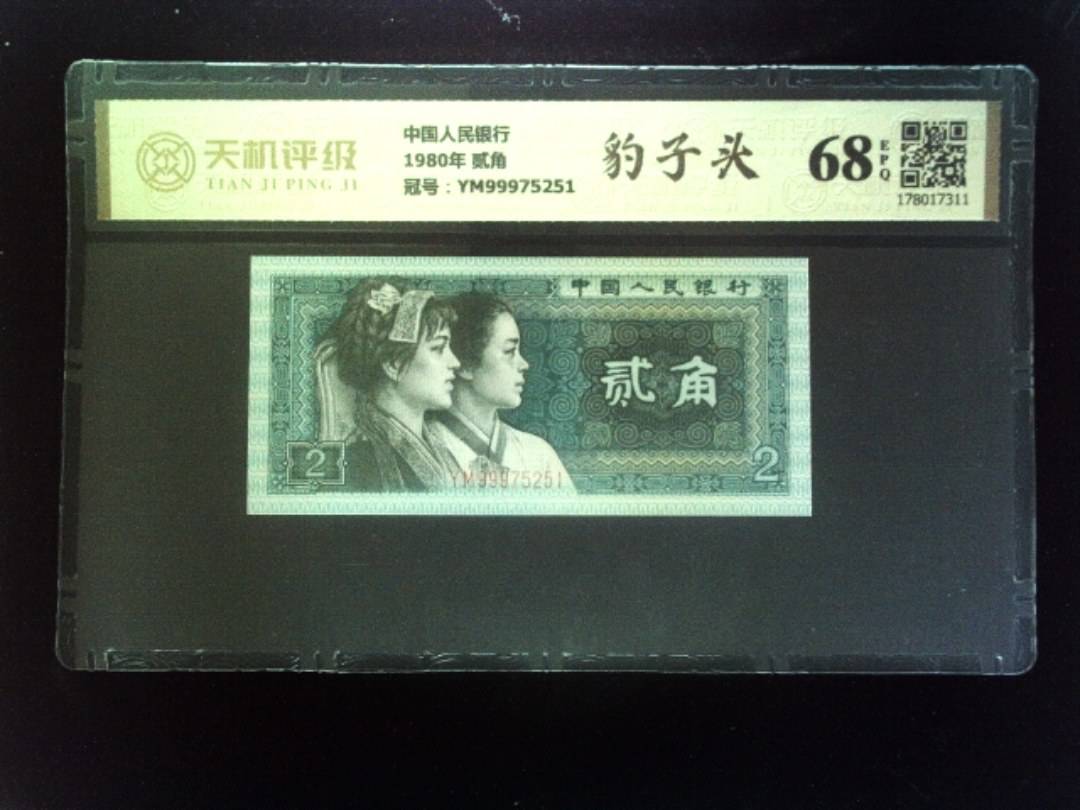 天机评级
TIAN JI PING JI
中国人民银行
1980年 贰角
冠号：YM99975251
豹子头
68
EPQ
178017311
中国人民银行
贰角
2
2
YM99975251